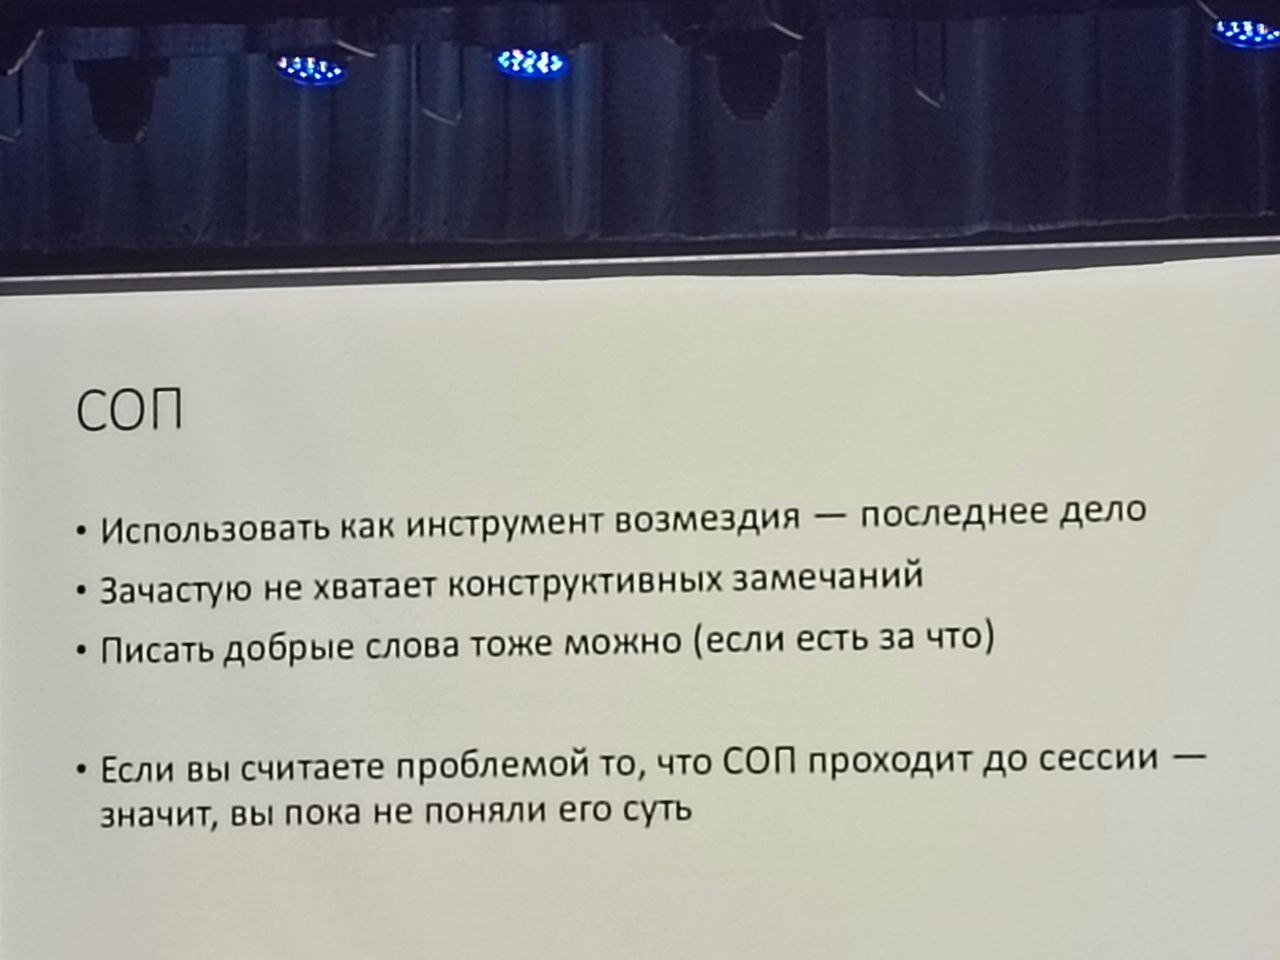 СОП
• Использовать как инструмент возмездия — последнее дело
• Зачастую не хватает конструктивных замечаний
• Писать добрые слова тоже можно (если есть за что)
• Если вы считаете проблемой то, что СОП проходит до сессии —
значит, вы пока не поняли его суть